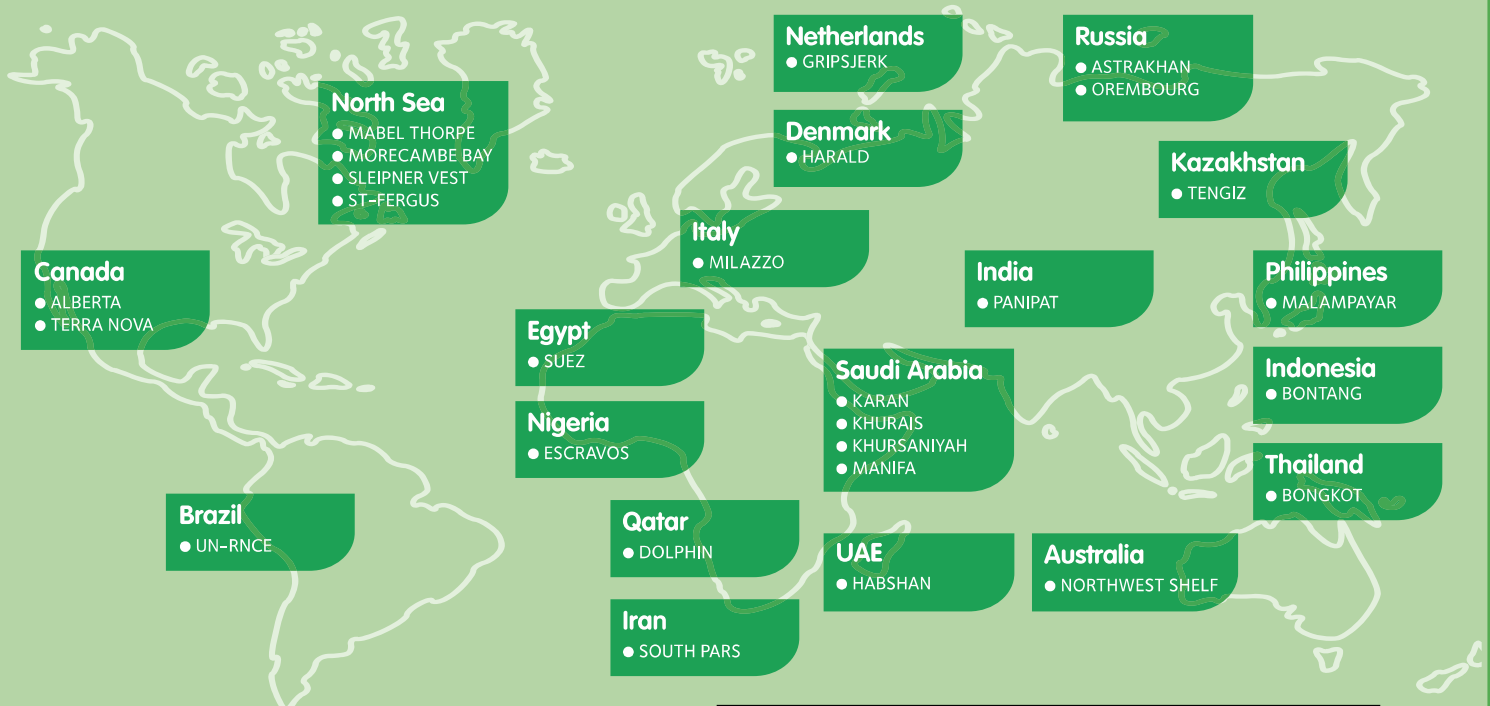 Netherlands
GRIPSJERK
Russia
ASTRAKHAN
OREMBOURG
North Sea
MABEL THORPE
MORECAMBE BAY
SLEIPNER VEST
ST-FERGUS
Denmark
HARALD
Kazakhstan
TENGIZ
Italy
MILAZZO
Canada
ALBERTA
TERRA NOVA
India
PANIPAT
Philippines
MALAMPAYAR
Egypt
SUEZ
Saudi Arabia
KARAN
KHURAIS
KHURSANIYAH
MANIFA
Indonesia
BONTANG
Nigeria
ESCRAVOS
Thailand
BONGKOT
Brazil
UN-RNCE
Qatar
DOLPHIN
UAE
HABSHAN
Australia
NORTHWEST SHELF
Iran
SOUTH PARS